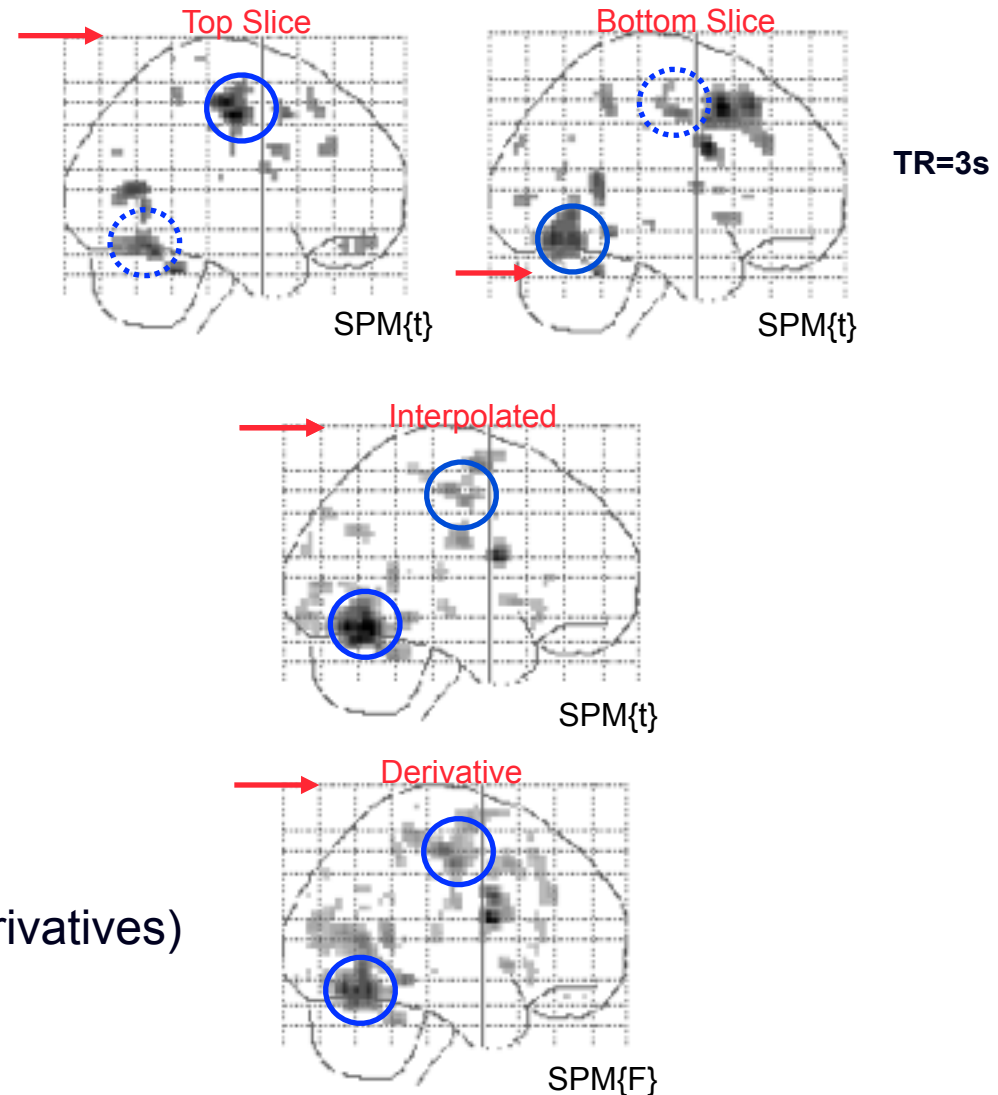 Top Slice
Bottom Slice
TR=3s
SPM{t}
SPM{t}
Interpolated
SPM{t}
Derivative
rivatives)
SPM{F}